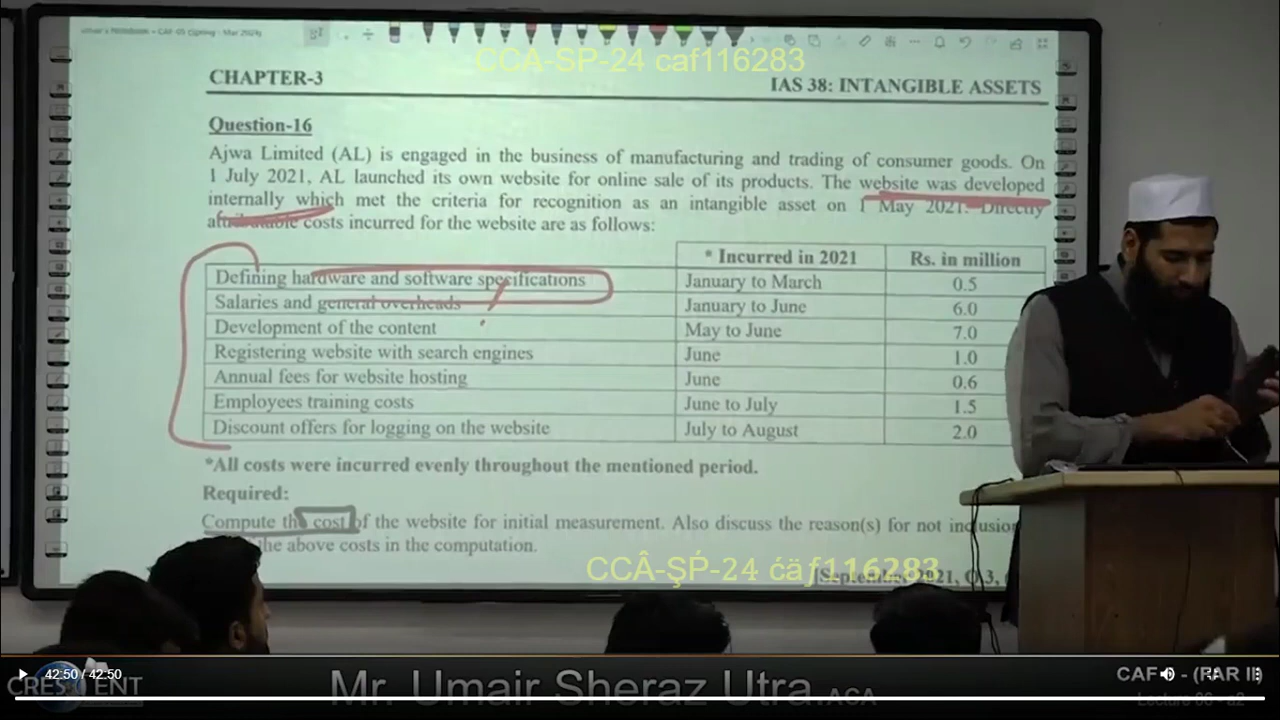 CCA-SP-24 caf116283
CHAPTER-3 IAS 38: INTANGIBLE ASSETS
Question-16
Ajwa Limited (AL) is engaged in the business of manufacturing and trading of consumer goods. On
1 July 2021, AL launched its own website for online sale of its products. The website was developed
internally which met the criteria for recognition as an intangible asset on 1 May 2021. Directly
attributable costs incurred for the website are as follows:
* Incurred in 2021 Rs. in million
Defining hardware and software specifications January to March 0.5
Salaries and general overheads January to June 6.0
Development of the content May to June 7.0
Registering website with search engines June 1.0
Annual fees for website hosting June 0.6
Employees training costs June to July 1.5
Discount offers for logging on the website July to August 2.0
*All costs were incurred evenly throughout the mentioned period.
Required:
Compute the cost of the website for initial measurement. Also discuss the reason(s) for not inclusion
the above costs in the computation.
CCÂ-ŞṔ-24 ćäƒ116283
2021, Q.3,
42:50 / 42:50
Mr. Umair Sheraz Utra, ACA
CAF - (FAR II)